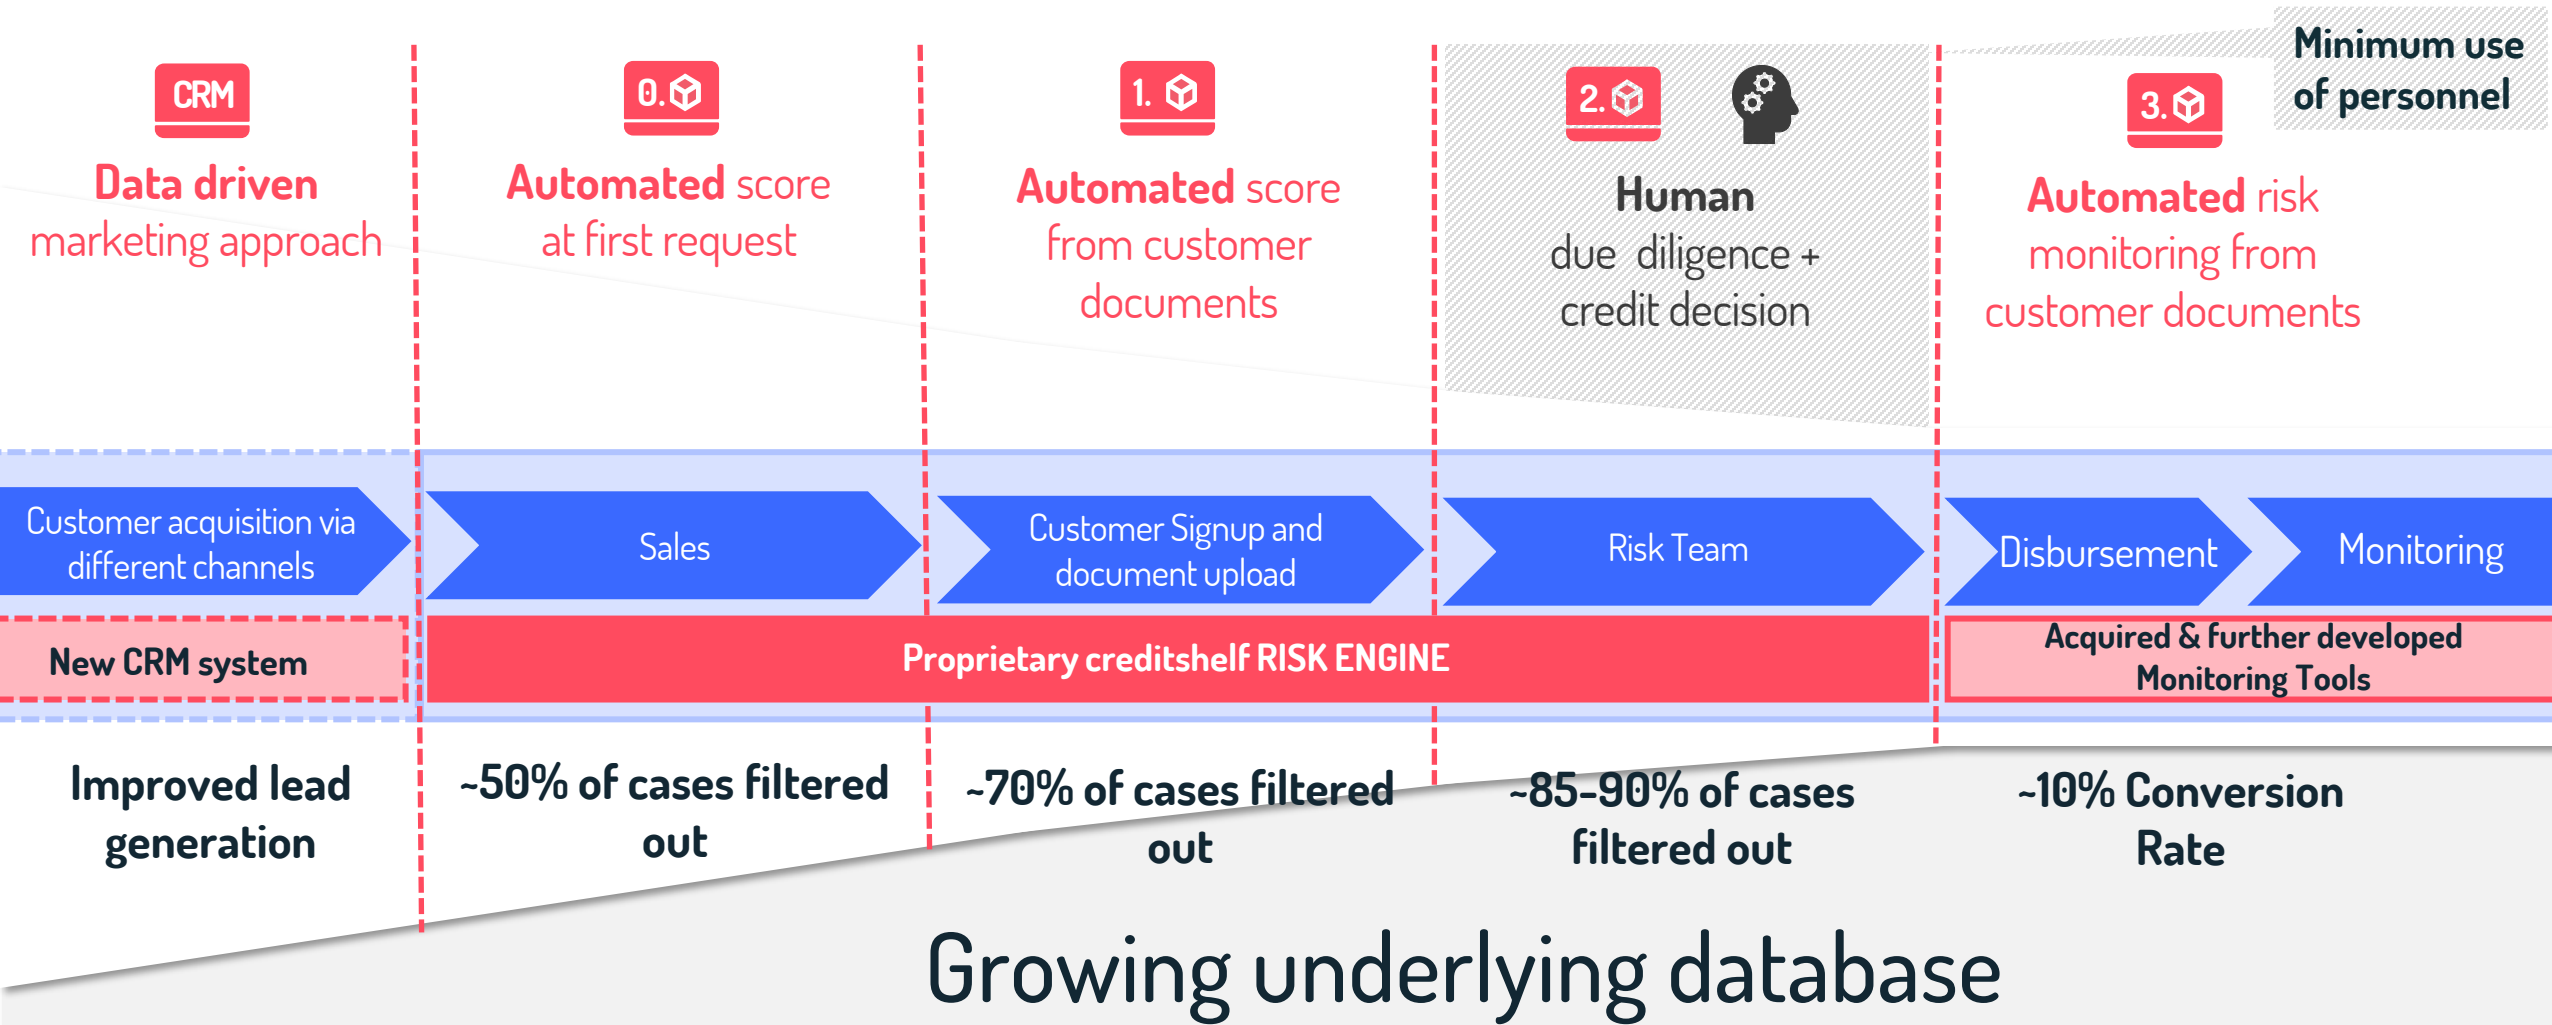 Minimum use
of personnel
CRM
Data driven
marketing approach
0.
Automated score
at first request
1.
Automated score
from customer
documents
2.
Human
due diligence +
credit decision
3.
Automated risk
monitoring from
customer documents
Customer acquisition via
different channels
Sales
Customer Signup and
document upload
Risk Team
Disbursement
Monitoring
New CRM system
Proprietary creditshelf RISK ENGINE
Acquired & further developed
Monitoring Tools
Improved lead
generation
~50% of cases filtered
out
~70% of cases filtered
out
~85-90% of cases
filtered out
~10% Conversion
Rate
Growing underlying database